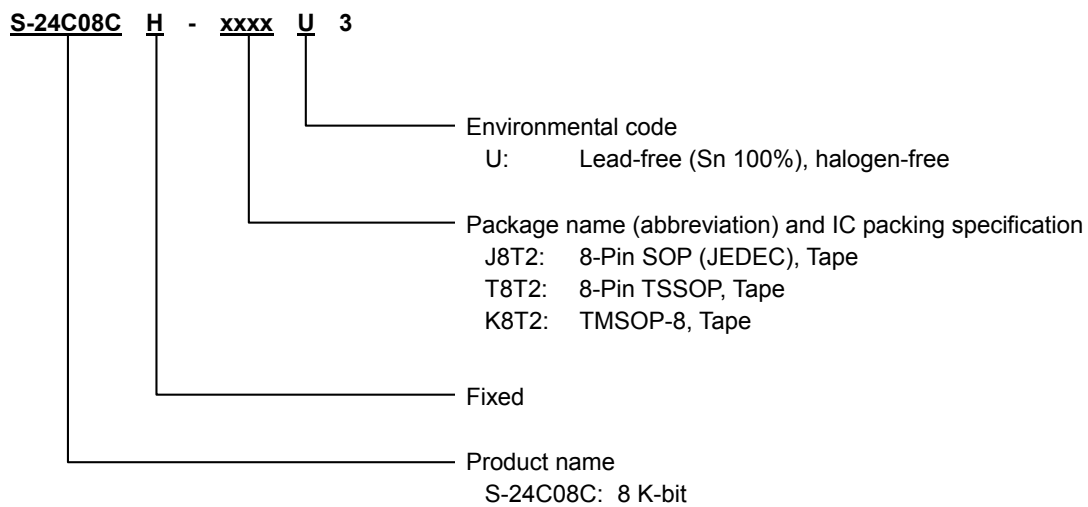 S-24C08C H - xxxx U 3
Environmental code
U: Lead-free (Sn 100%), halogen-free
Package name (abbreviation) and IC packing specification
J8T2: 8-Pin SOP (JEDEC), Tape
T8T2: 8-Pin TSSOP, Tape
K8T2: TMSOP-8, Tape
Fixed
Product name
S-24C08C: 8 K-bit